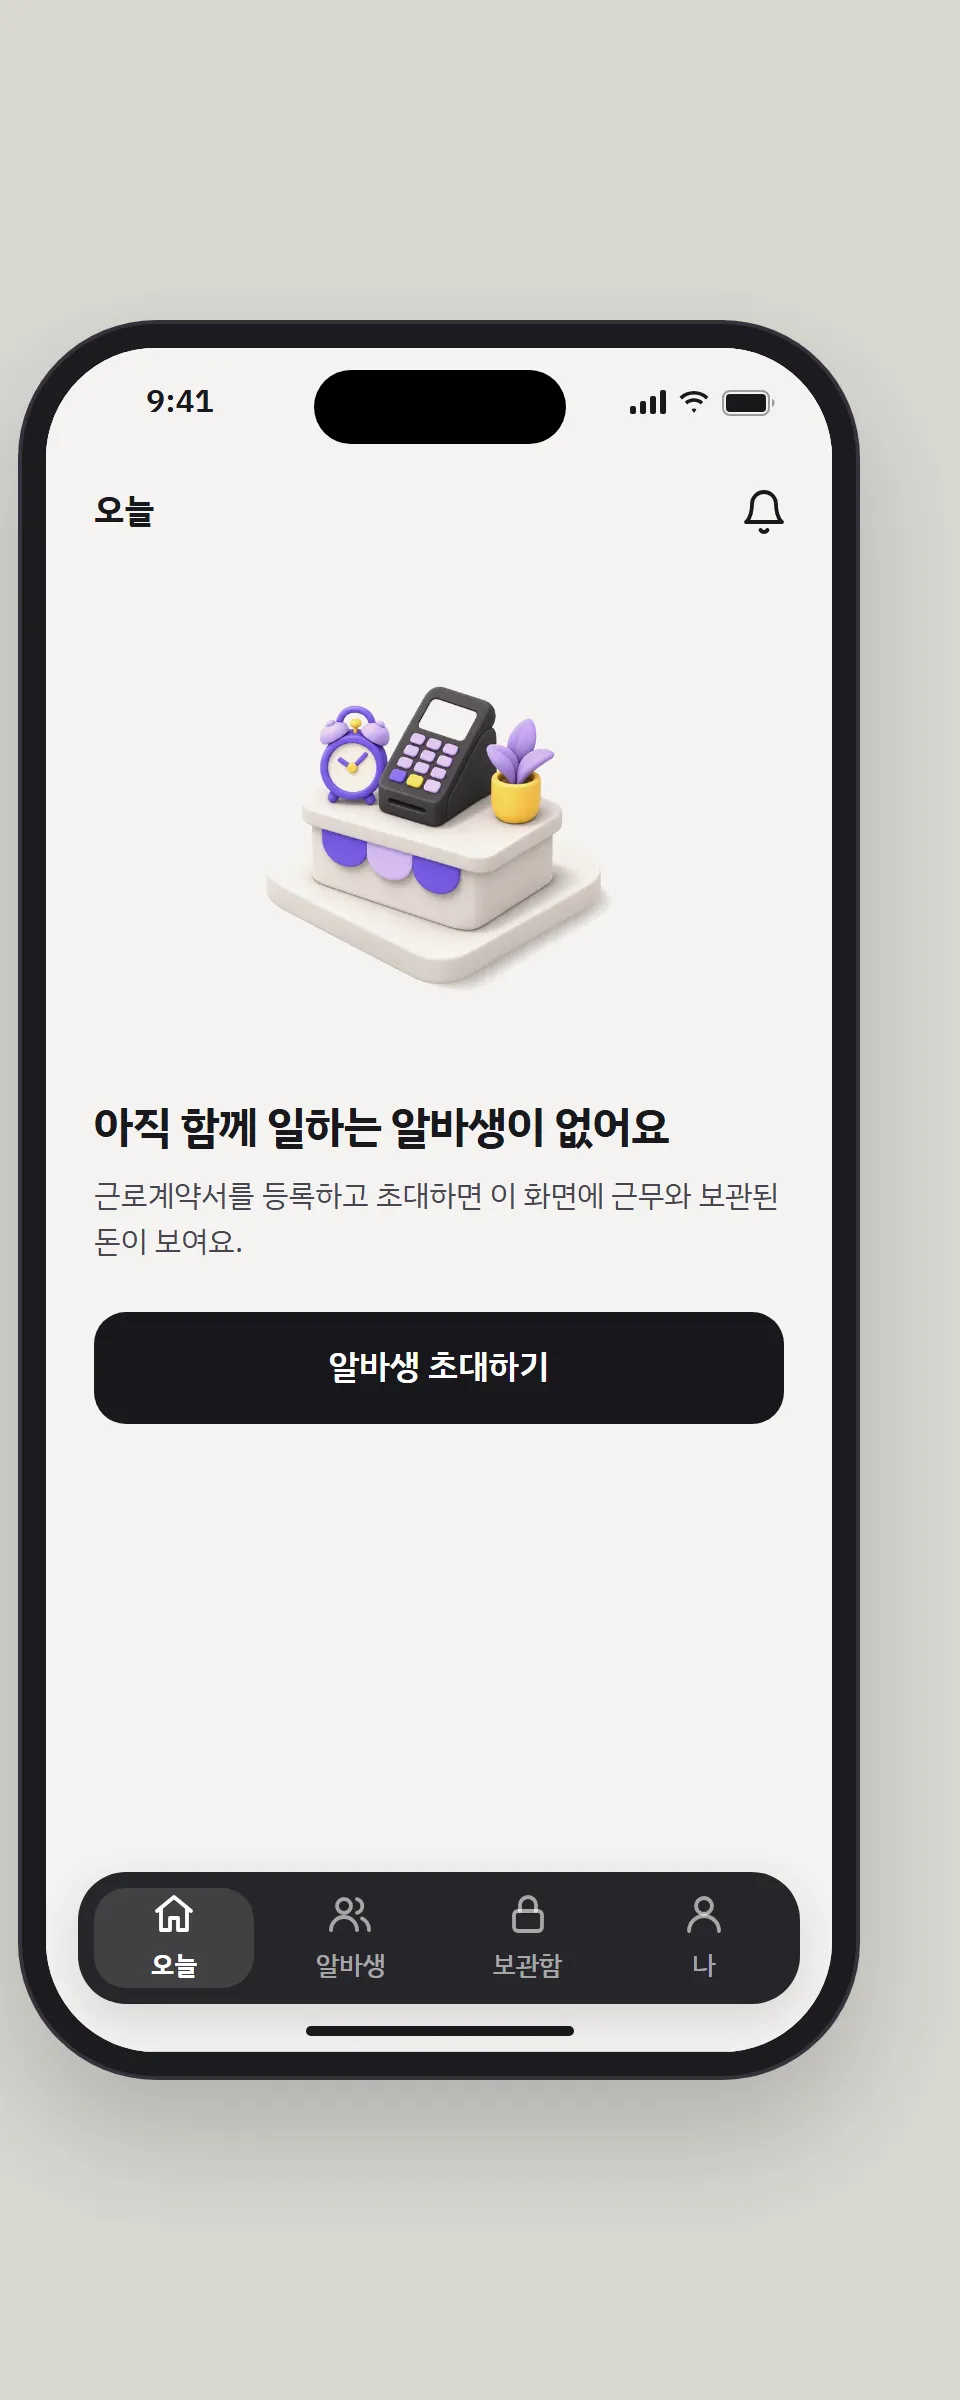 9:41
오늘
아직 함께 일하는 알바생이 없어요
근로계약서를 등록하고 초대하면 이 화면에 근무와 보관된
돈이 보여요.
알바생 초대하기
오늘
알바생
보관함
나